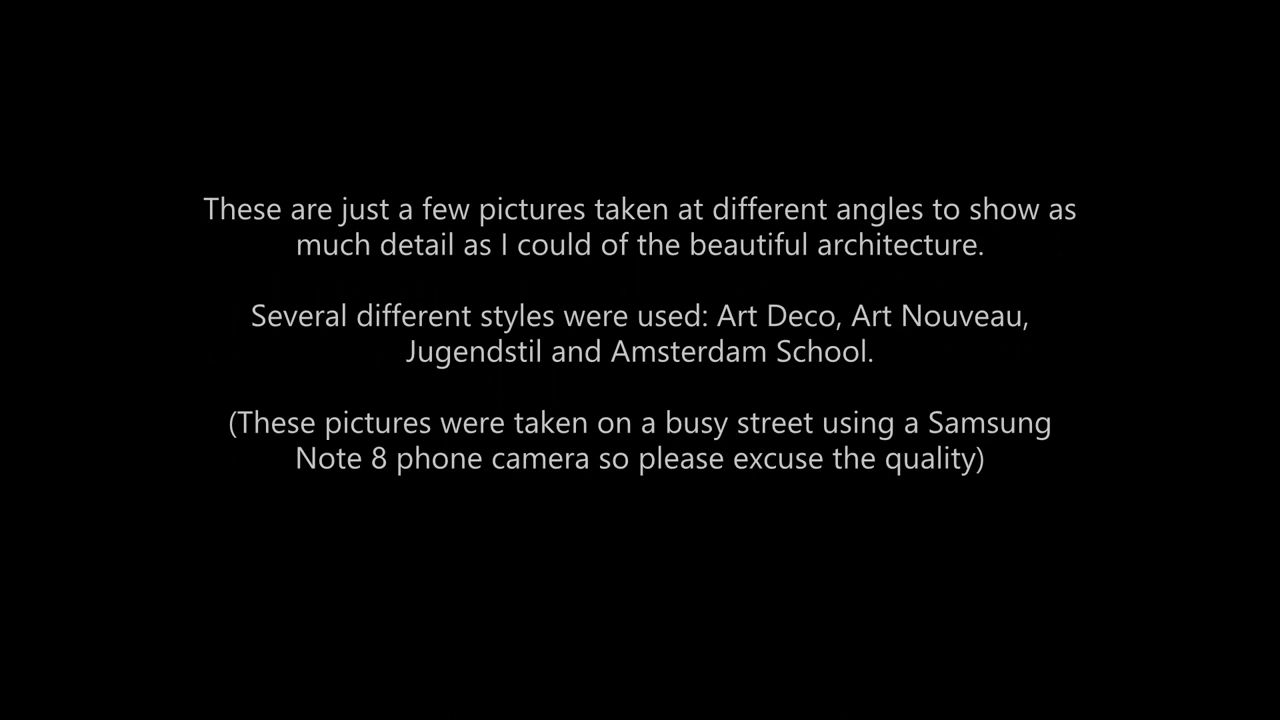 These are just a few pictures taken at different angles to show as
much detail as I could of the beautiful architecture.
Several different styles were used: Art Deco, Art Nouveau,
Jugendstil and Amsterdam School.
(These pictures were taken on a busy street using a Samsung
Note 8 phone camera so please excuse the quality)